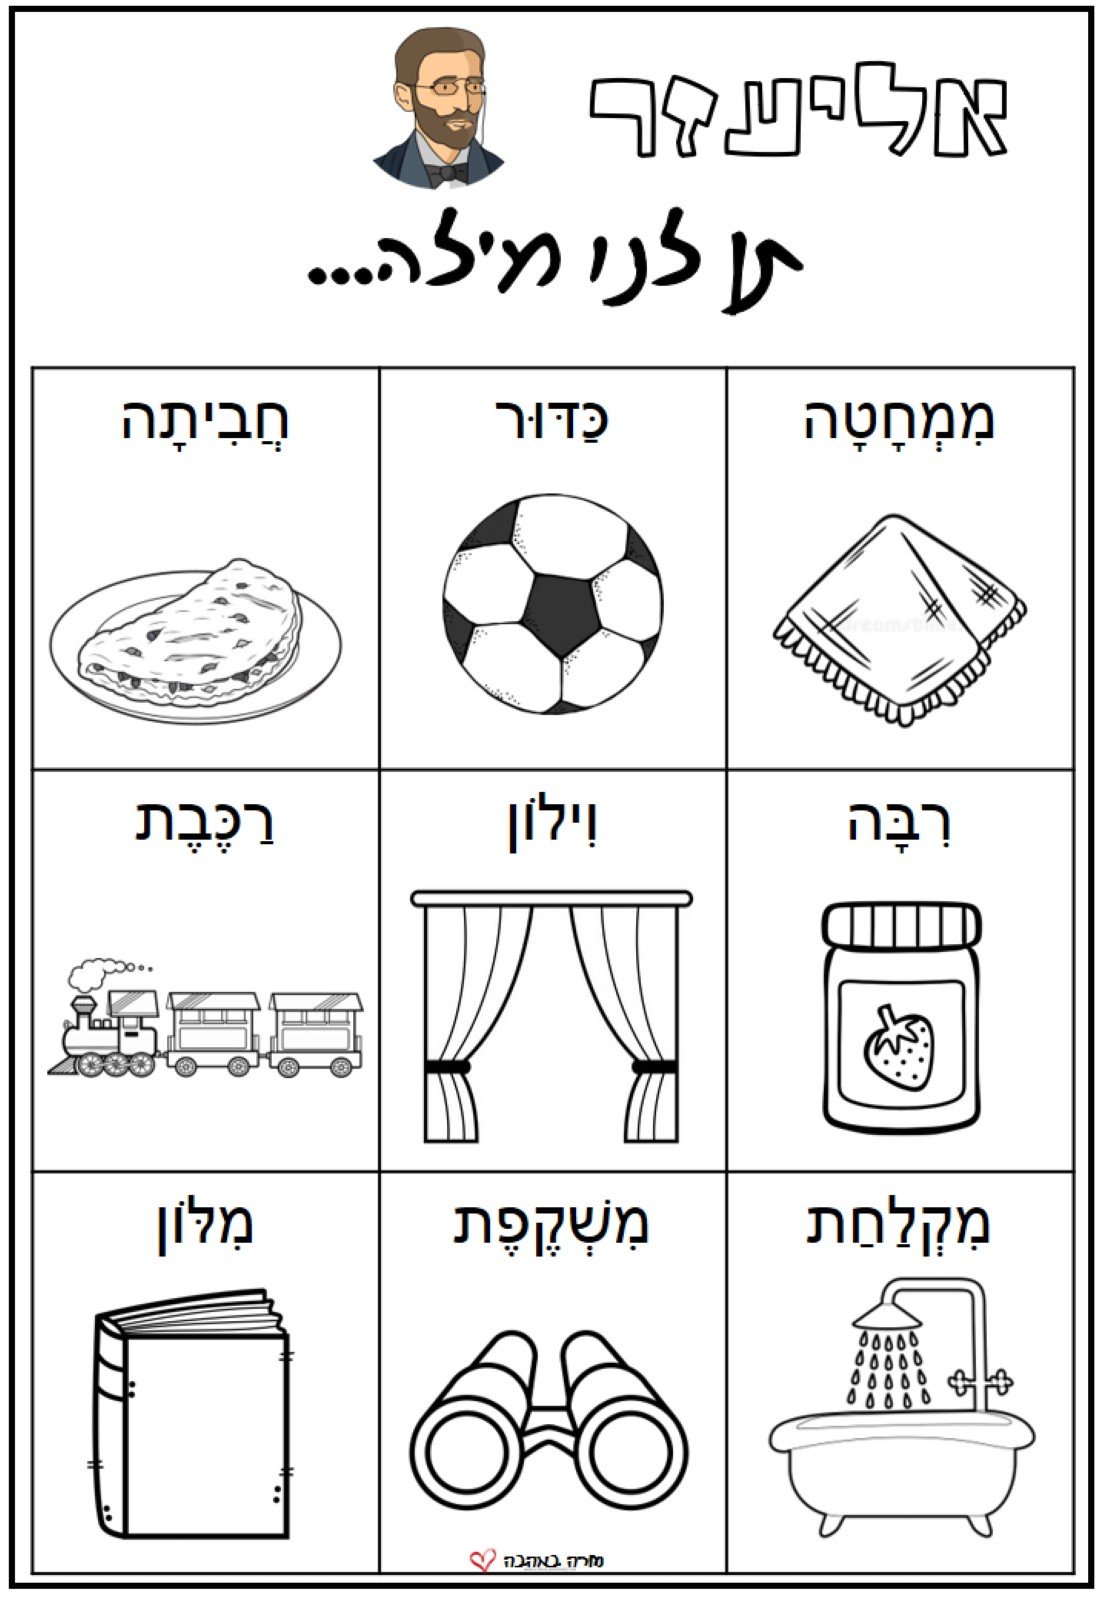 אליעזר
תן לנו מילה...
מִמְחָטָה
כַּדּוּר
חֲבִיתָה
רִבָּה
וִילוֹן
רַכֶּבֶת
מִקְלַחַת
מִשְׁקֶפֶת
מִלּוֹן
מורה באהבה